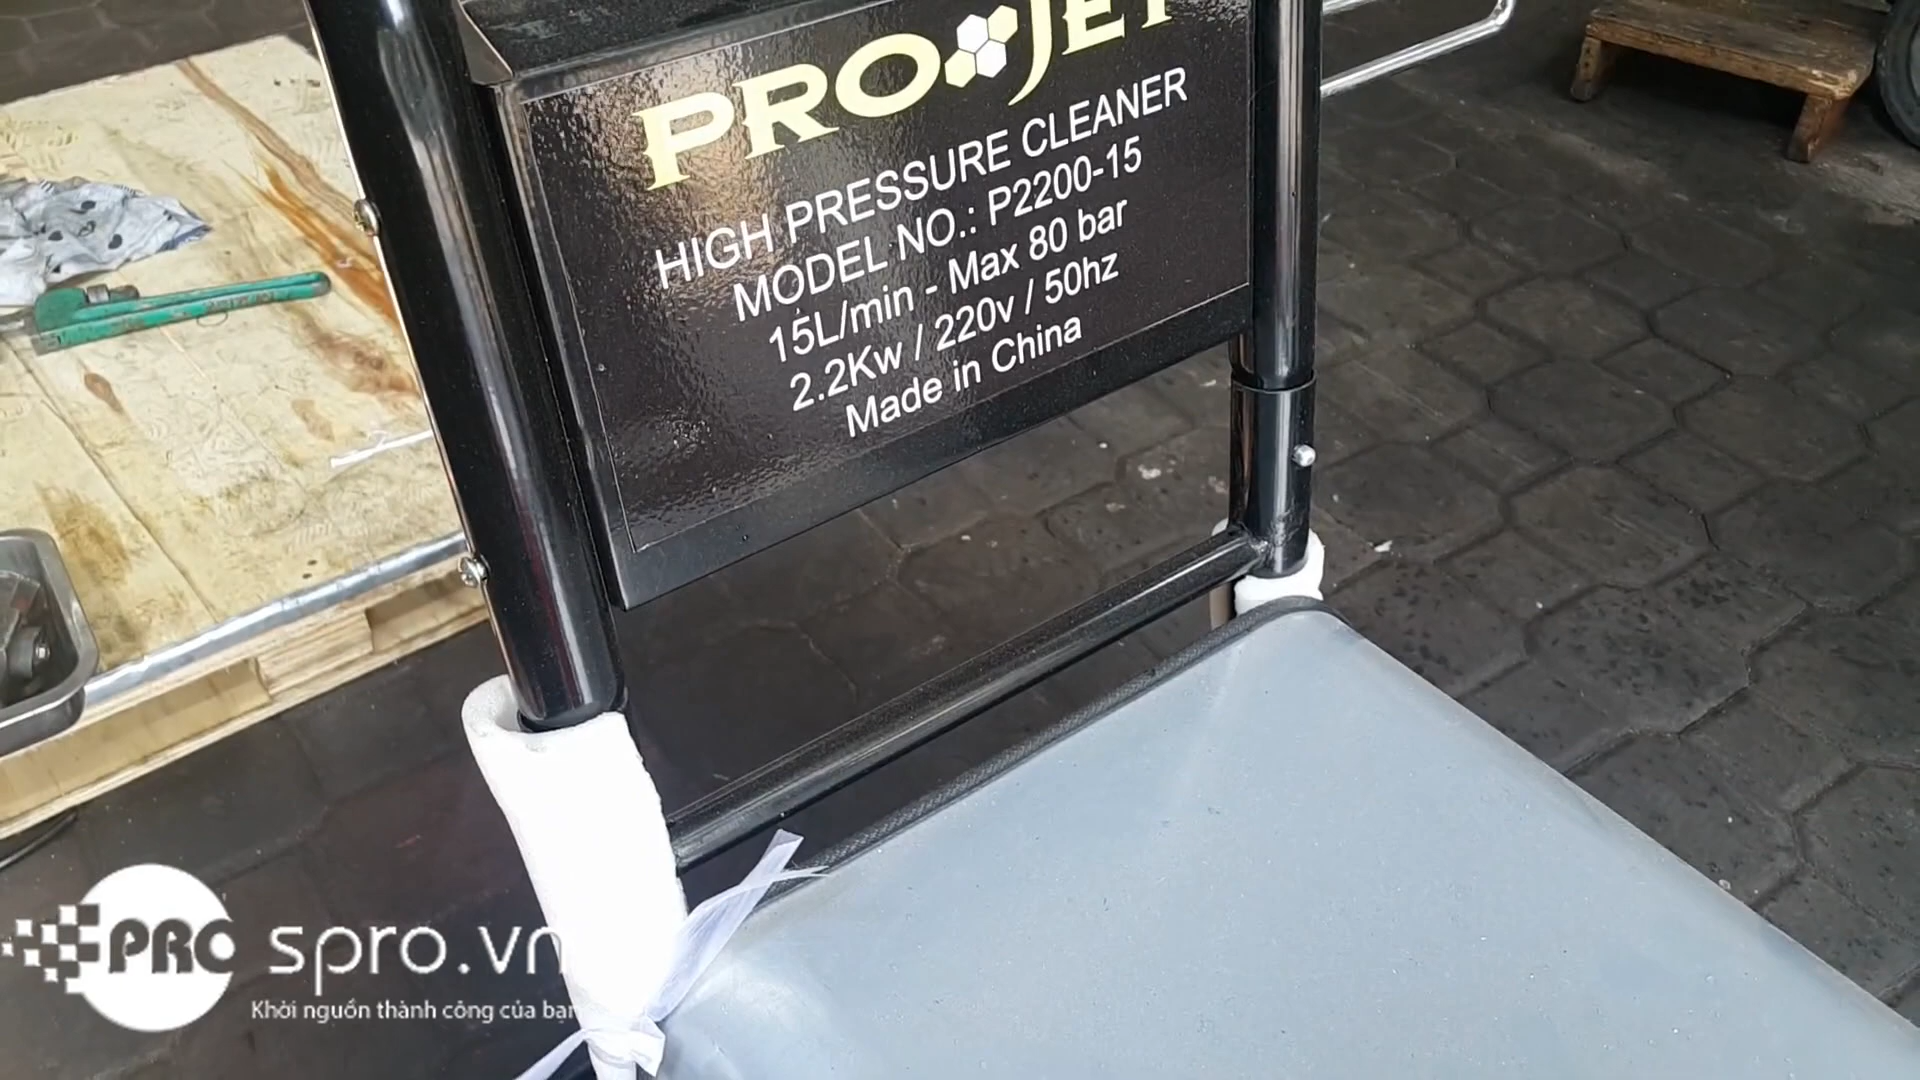 PROJET
HIGH PRESSURE CLEANER
MODEL NO.: P2200-15
15L/min - Max 80 bar
2.2Kw / 220v / 50hz
Made in China
PRO
spro.vn
Khởi nguồn thành công của bạn